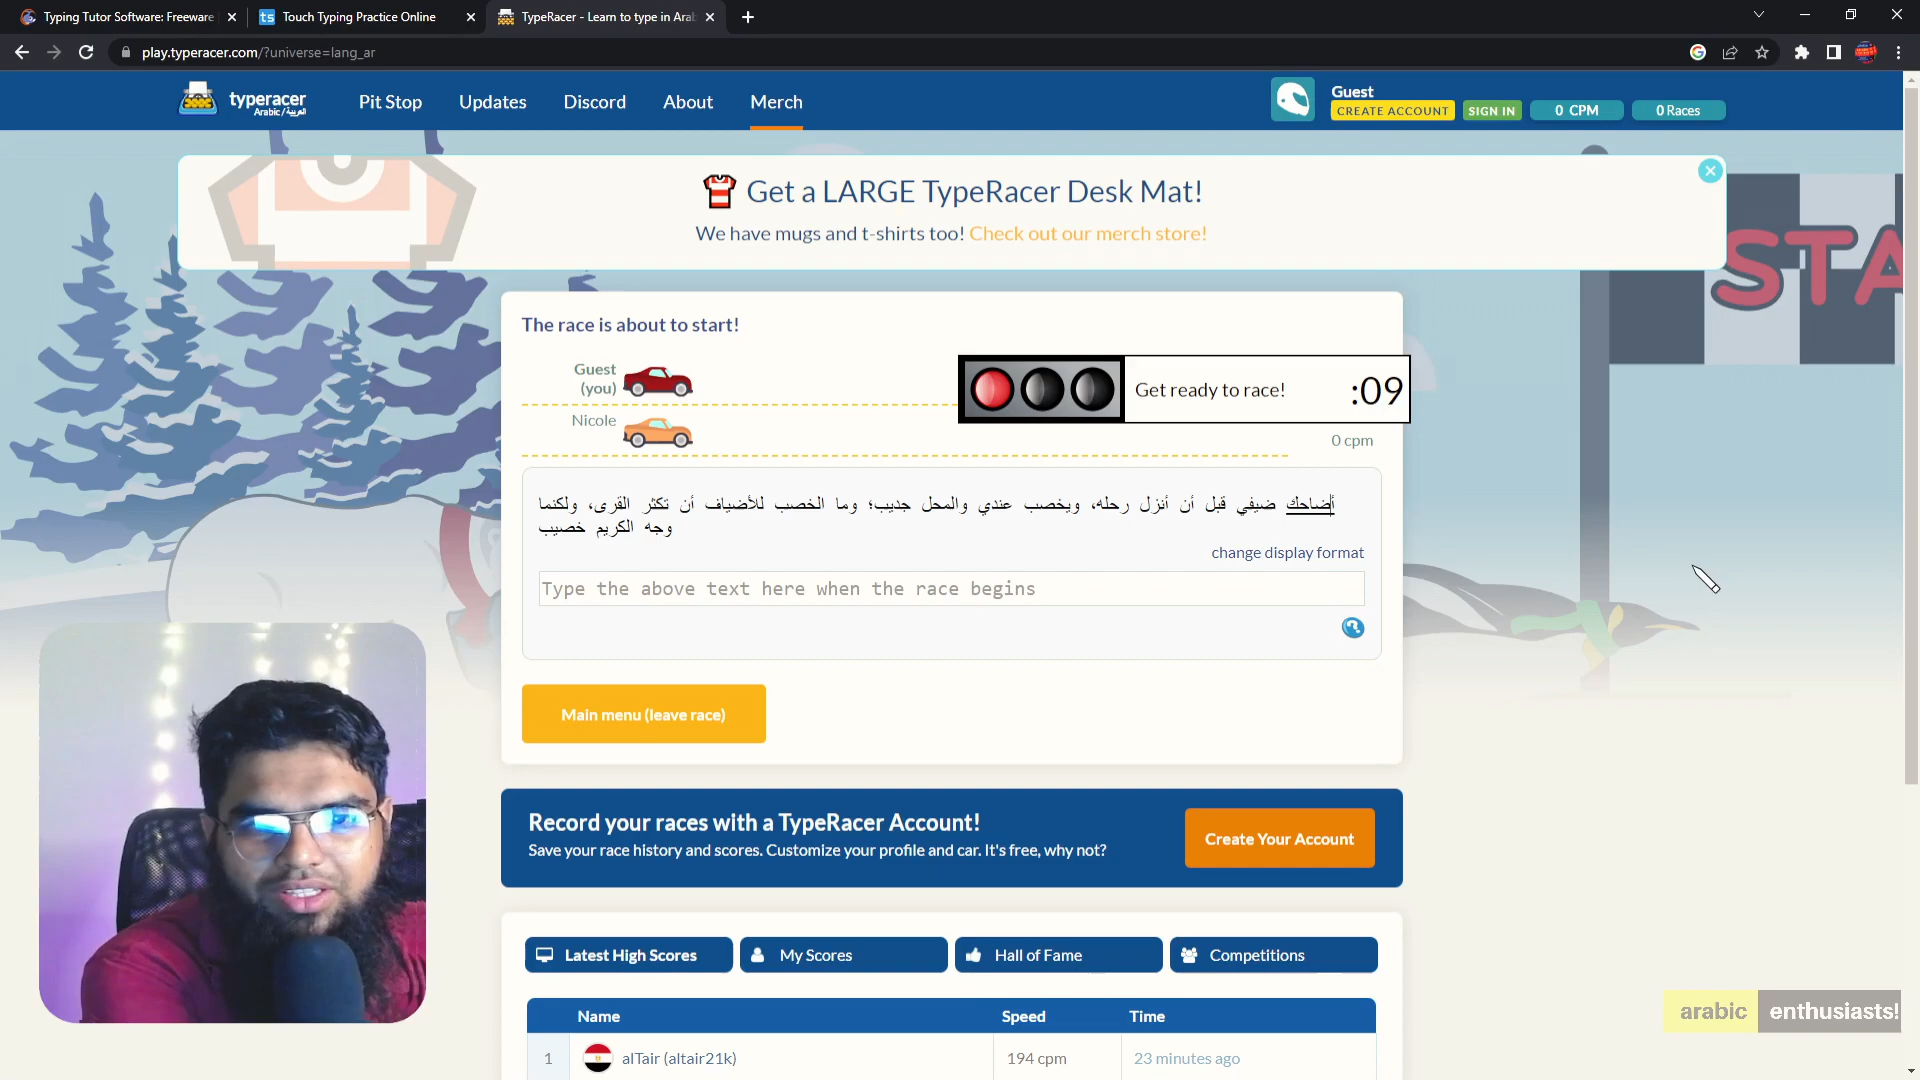 Typing Tutor Software: Freeware
Touch Typing Practice Online
TypeRacer - Learn to type in Ara
play.typeracer.com/?universe=lang_ar
typeracer
Arabic / العربية
Pit Stop
Updates
Discord
About
Merch
Guest
CREATE ACCOUNT
SIGN IN
0 CPM
0 Races
Get a LARGE TypeRacer Desk Mat!
We have mugs and t-shirts too! Check out our merch store!
STA
The race is about to start!
Guest
(you)
Get ready to race!
:09
Nicole
0 cpm
أضاحك ضيفي قبل أن أنزل رحله، ويخصب عندي والمحل جديب؛ وما الخصب للأضياف أن تكثر القرى، ولكنما
وجه الكريم خصيب
change display format
Type the above text here when the race begins
Main menu (leave race)
Record your races with a TypeRacer Account!
Save your race history and scores. Customize your profile and car. It's free, why not?
Create Your Account
Latest High Scores
My Scores
Hall of Fame
Competitions
Name
Speed
Time
1
alTair (altair21k)
194 cpm
23 minutes ago
arabic enthusiasts!